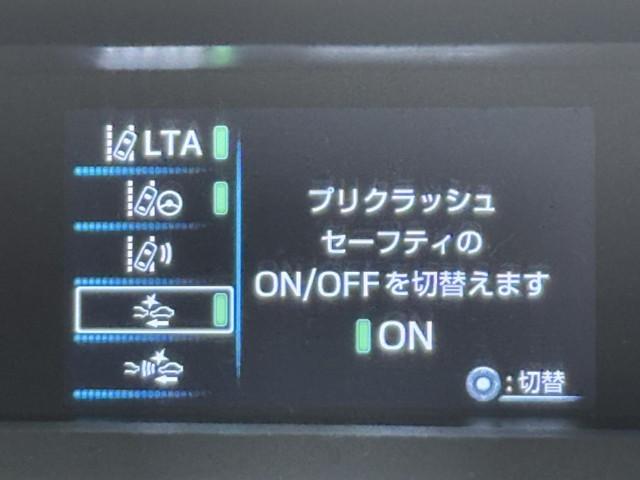 LTA
プリクラッシュ
セーフティの
ON/OFFを切替えます
ON
:切替